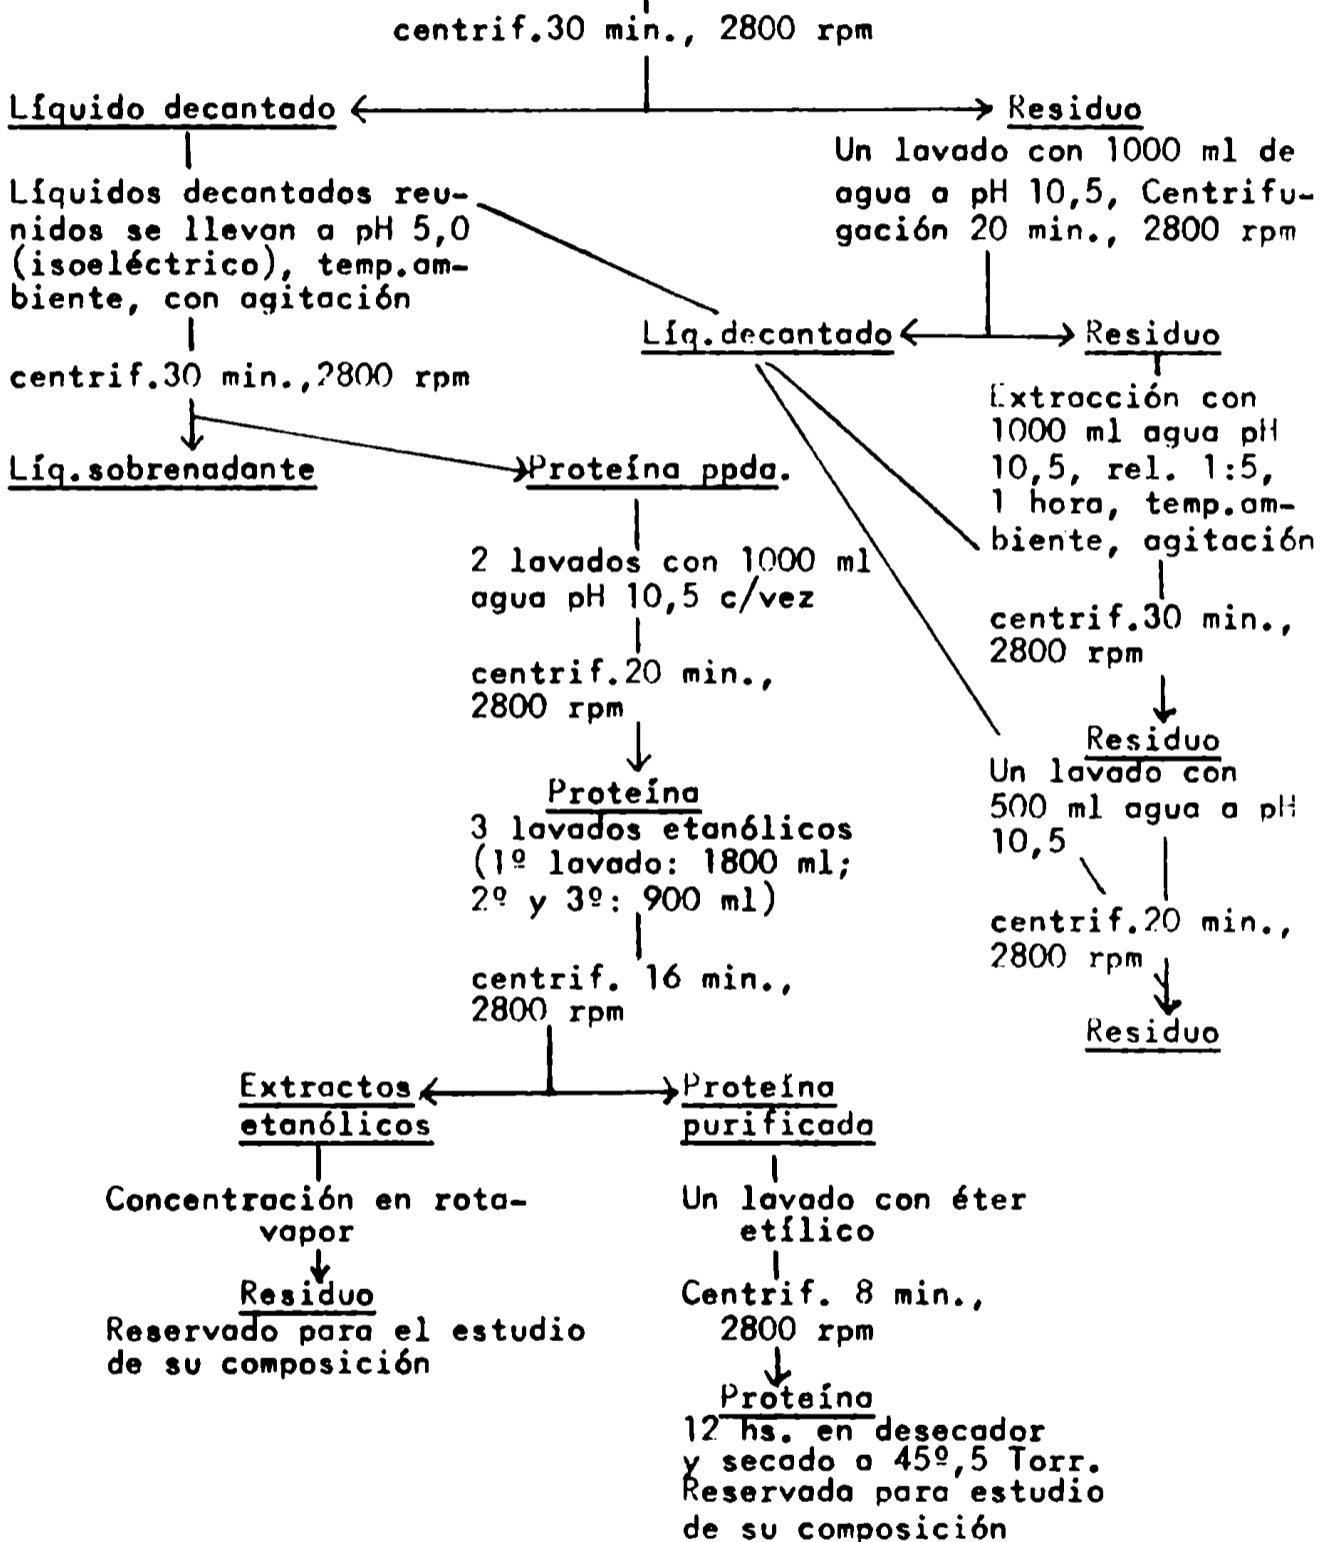 centrif.30 min., 2800 rpm
Líquido decantado
Residuo
Un lavado con 1000 ml de
agua a pH 10,5, Centrifu-
gación 20 min., 2800 rpm
Líquidos decantados reu-
nidos se llevan a pH 5,0
(isoeléctrico), temp.am-
biente, con agitación
centrif.30 min.,2800 rpm
Líq.sobrenadante
Líq.decantado
Residuo
Extracción con
1000 ml agua pH
10,5, rel. 1:5,
1 hora, temp.am-
biente, agitación
centrif.30 min.,
2800 rpm
Residuo
Un lavado con
500 ml agua a pH
10,5
centrif.20 min.,
2800 rpm
Residuo
Proteína ppda.
2 lavados con 1000 ml
agua pH 10,5 c/vez
centrif.20 min.,
2800 rpm
Proteína
3 lavados etanólicos
(1º lavado: 1800 ml;
2º y 3º: 900 ml)
centrif. 16 min.,
2800 rpm
Extractos
etanólicos
Concentración en rota-
vapor
Residuo
Reservado para el estudio
de su composición
Proteína
purificada
Un lavado con éter
etílico
Centrif. 8 min.,
2800 rpm
Proteína
12 hs. en desecador
y secado a 45º,5 Torr.
Reservada para estudio
de su composición